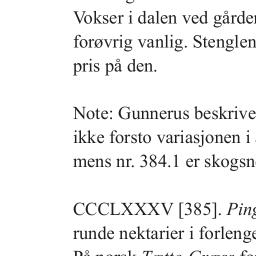 Vokser i dalen ved gården
forøvrig vanlig. Stenglen
pris på den.
Note: Gunnerus beskrive
ikke forsto variasjonen i
mens nr. 384.1 er skogsn
CCCLXXXV [385]. Ping
runde nektarier i forlenge